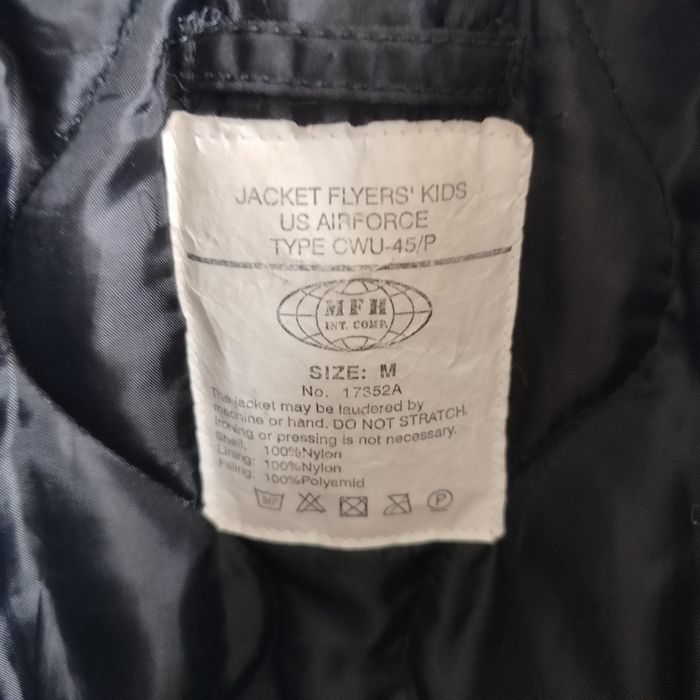 JACKET FLYERS' KIDS
US AIRFORCE
TYPE CWU-45/P
MFH
INT. COMP.
SIZE: M
No. 17352A
The jacket may be laudered by
machine or hand. DO NOT STRATCH.
Ironing or pressing is not necessary.
Shell: 100%Nylon
Lining: 100%Nylon
Filling: 100%Polyamid
30° P